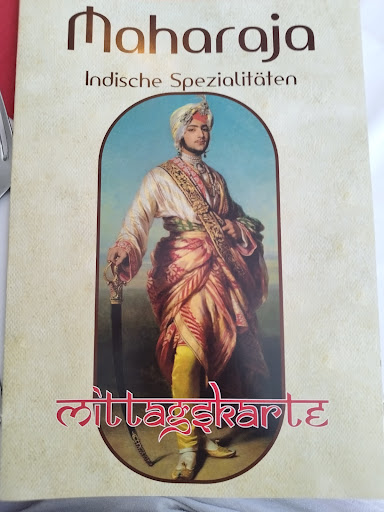 Maharaja
Indische Spezialitäten
mittagskarte